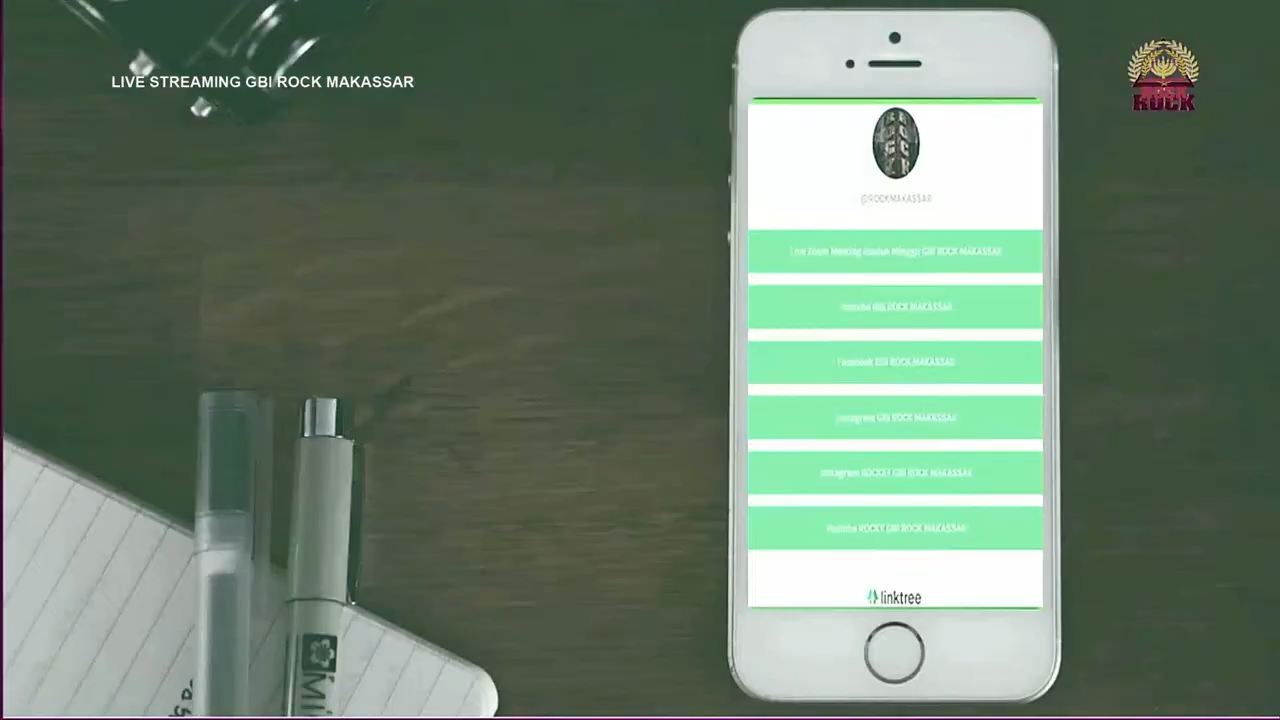 LIVE STREAMING GBI ROCK MAKASSAR
ROCK
@ROCKMAKASSAR
Live Zoom Meeting Ibadah Minggu GBI ROCK MAKASSAR
Youtube GBI ROCK MAKASSAR
Facebook GBI ROCK MAKASSAR
Instagram GBI ROCK MAKASSAR
Instagram ROCKET GBI ROCK MAKASSAR
Youtube ROCKY GBI ROCK MAKASSAR
linktree